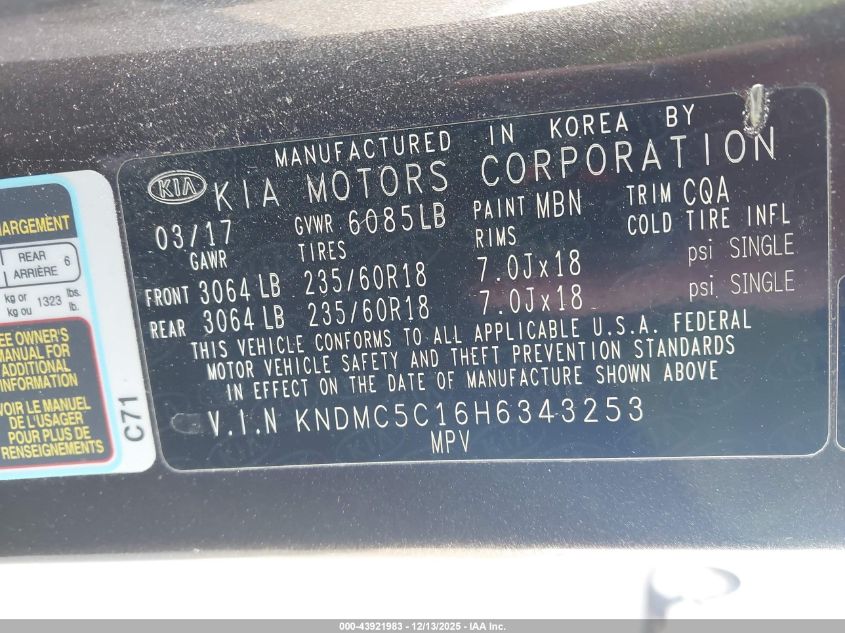 MANUFACTURED IN KOREA BY
KIA KIA MOTORS CORPORATION
03/17 GVWR 6085LB PAINT MBN TRIM CQA
GAWR TIRES RIMS COLD TIRE INFL
FRONT 3064 LB 235/60R18 7.0Jx18 psi SINGLE
REAR 3064 LB 235/60R18 7.0Jx18 psi SINGLE
THIS VEHICLE CONFORMS TO ALL APPLICABLE U.S.A. FEDERAL
MOTOR VEHICLE SAFETY AND THEFT PREVENTION STANDARDS
IN EFFECT ON THE DATE OF MANUFACTURE SHOWN ABOVE
V.I.N KNDMC5C16H6343253
MPV
REAR
ARRIÈRE 6
kg or
kg ou 1323 lbs.
lb.
OWNER'S
MANUAL FOR
ADDITIONAL
INFORMATION
VOIR LE MANUEL
DE L'USAGER
POUR PLUS DE
RENSEIGNEMENTS
C71
000-43921983 - 12/13/2025 - IAA Inc.